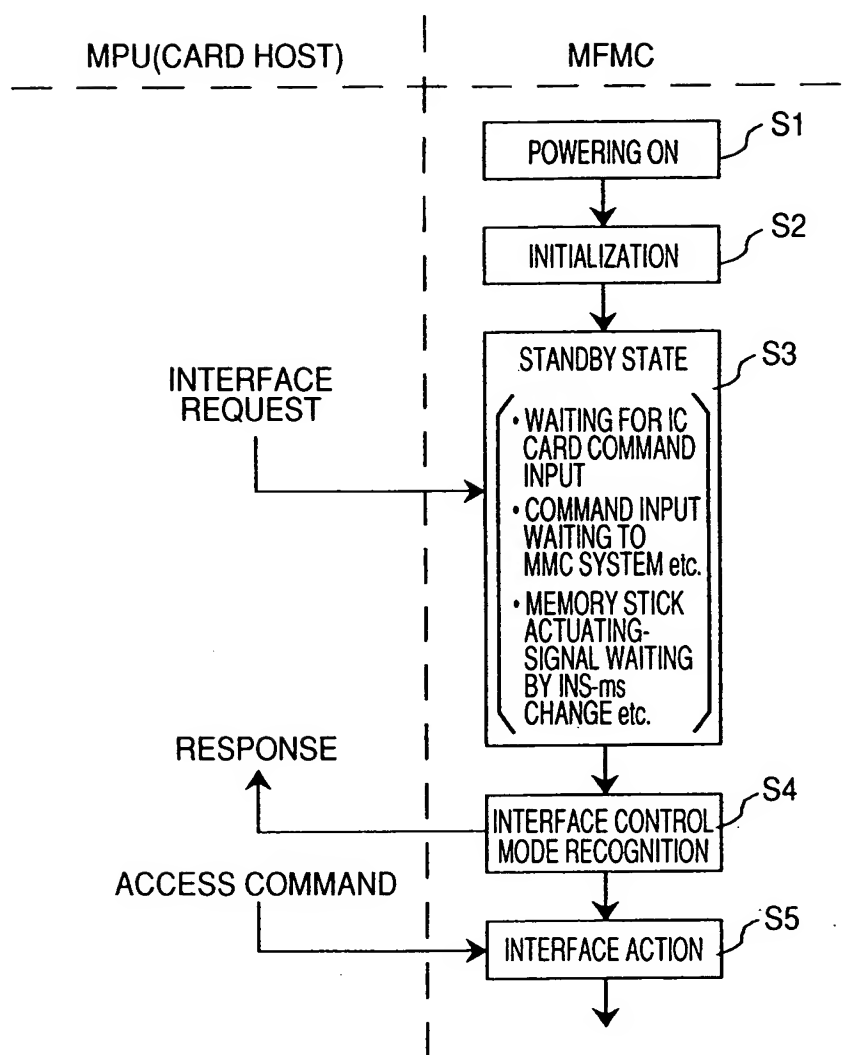 MPU(CARD HOST)
MFMC
S1
POWERING ON
S2
INITIALIZATION
S3
STANDBY STATE
• WAITING FOR IC
CARD COMMAND
INPUT
• COMMAND INPUT
WAITING TO
MMC SYSTEM etc.
• MEMORY STICK
ACTUATING-
SIGNAL WAITING
BY INS-ms
CHANGE etc.
INTERFACE
REQUEST
RESPONSE
S4
INTERFACE CONTROL
MODE RECOGNITION
ACCESS COMMAND
S5
INTERFACE ACTION